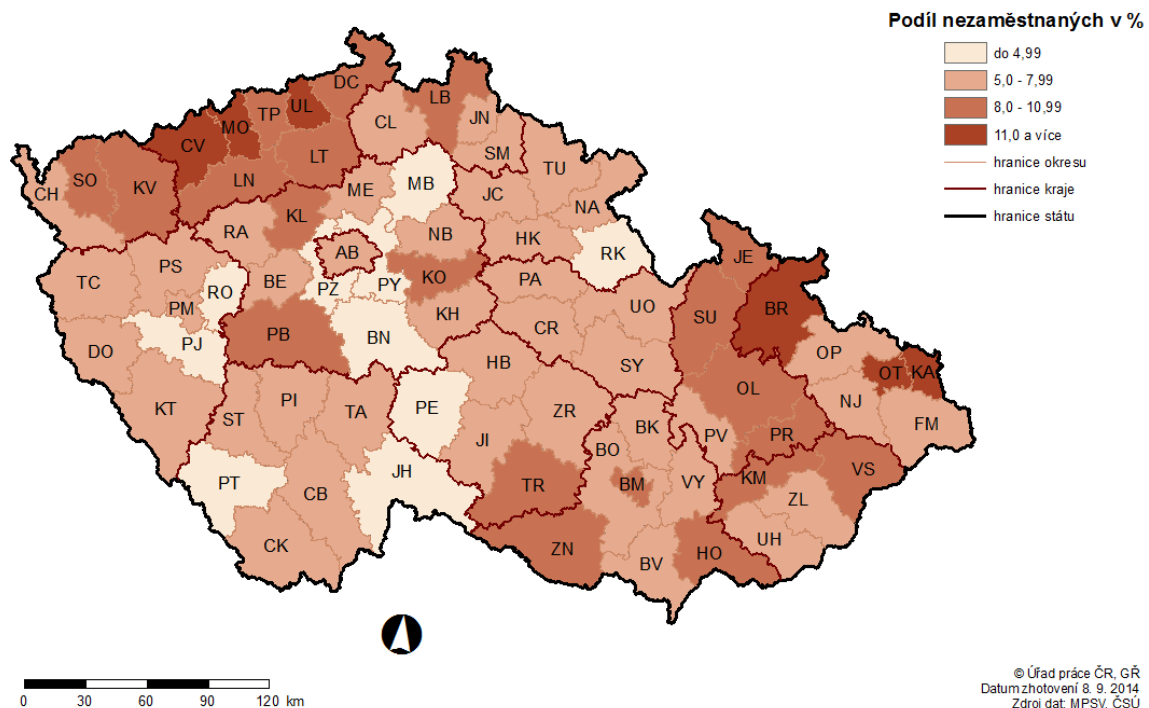 Podíl nezaměstnaných v %
do 4,99
5,0 - 7,99
8,0 - 10,99
11,0 a více
hranice okresu
hranice kraje
hranice státu
DC
LB
UL
TP
MO
CV
CL
JN
LT
SM
TU
SO
KV
CH
LN
ME
MB
JC
NA
KL
RA
NB
HK
RK
AB
TC
PS
RO
BE
PZ
PY
KO
PA
JE
PM
KH
UO
SU
BR
PJ
PB
BN
CR
OP
DO
HB
SY
OT
KA
KT
ST
PI
TA
PE
ZR
OL
NJ
FM
JI
BK
PV
PR
BO
PT
CB
JH
TR
BM
VY
KM
VS
ZL
CK
ZN
BV
HO
UH
0 30 60 90 120 km
© Úřad práce ČR, GŘ
Datum zhotovení 8. 9. 2014
Zdroj dat: MPSV, ČSÚ